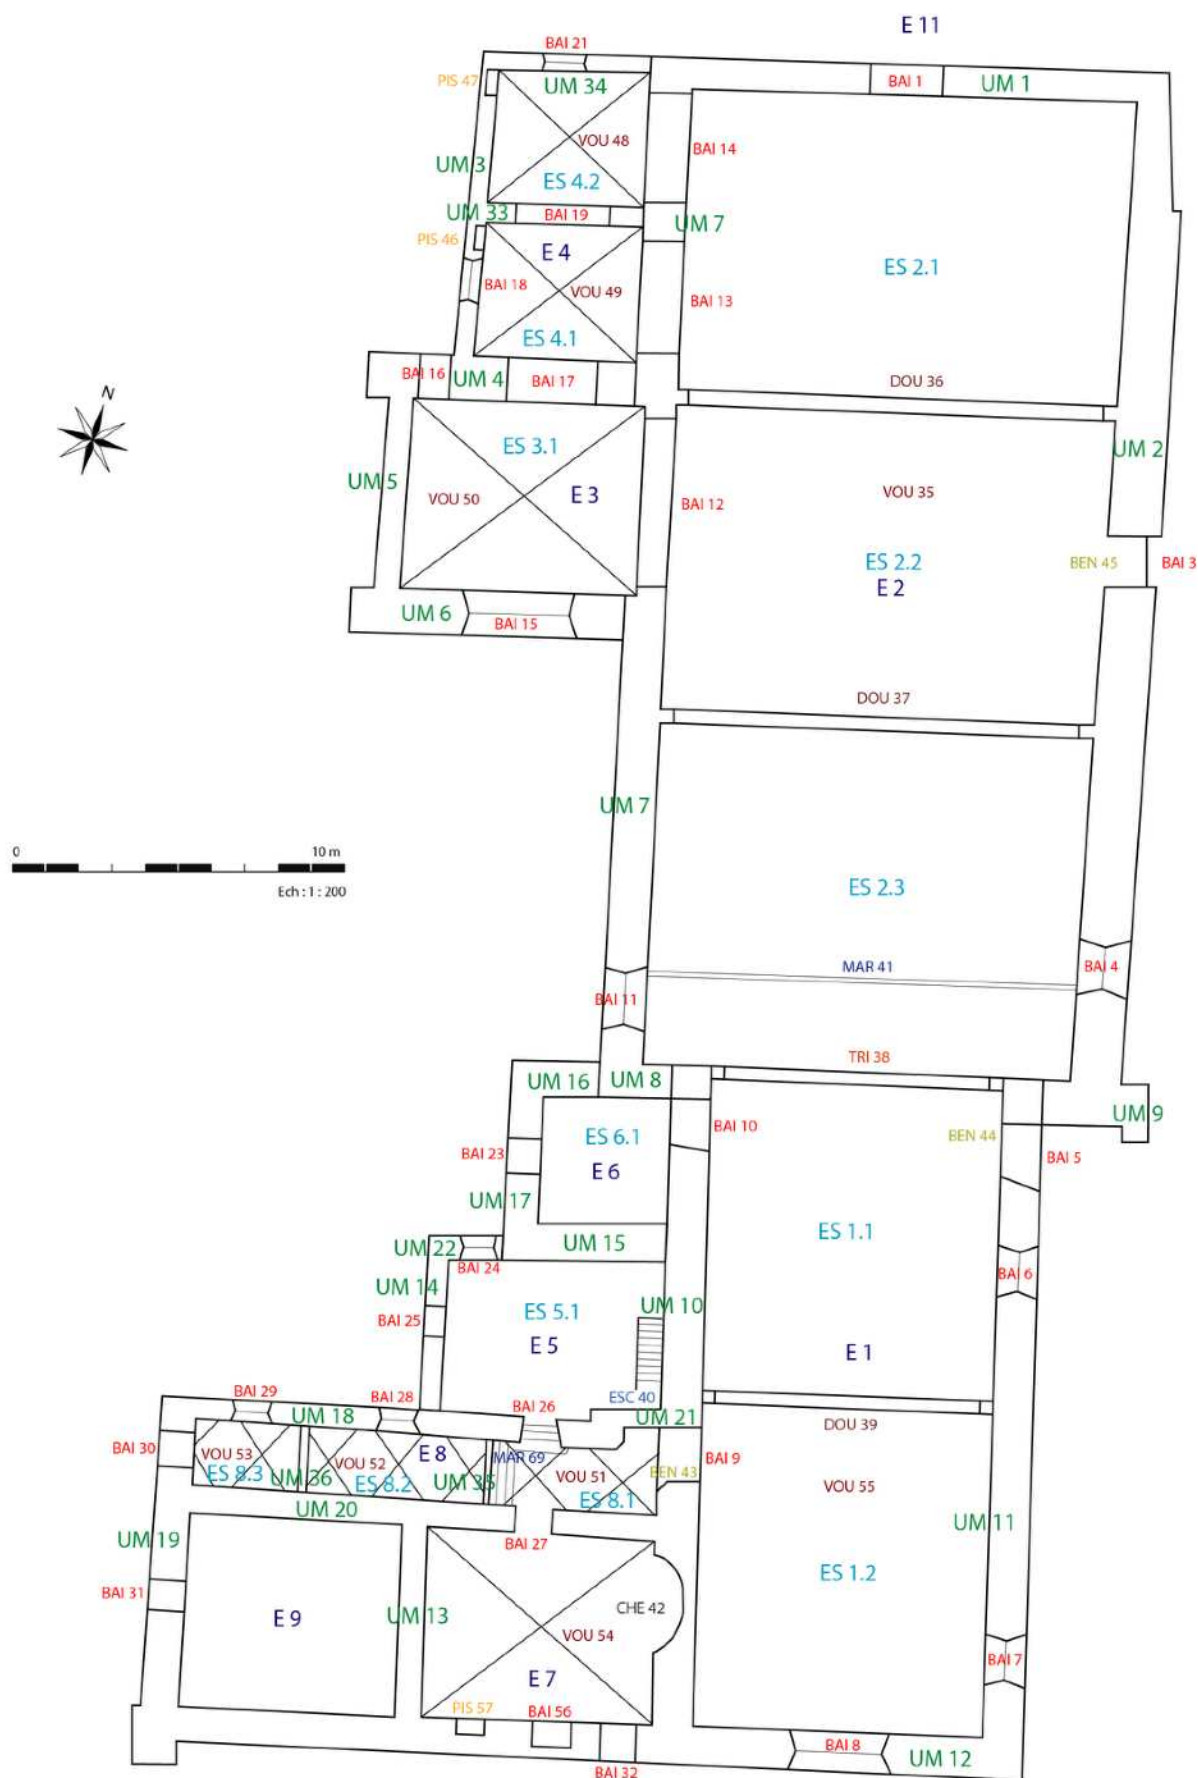 E 11
BAI 21
PIS 47
UM 34
BAI 1
UM 1
VOU 48
BAI 14
UM 3
ES 4.2
UM 33
BAI 19
UM 7
PIS 46
E 4
ES 2.1
BAI 18
VOU 49
BAI 13
ES 4.1
BAI 16
UM 4
BAI 17
DOU 36
N
ES 3.1
UM 2
UM 5
VOU 50
E 3
BAI 12
VOU 35
ES 2.2
BEN 45
BAI 3
E 2
UM 6
BAI 15
DOU 37
UM 7
0
10 m
Ech : 1 : 200
ES 2.3
MAR 41
BAI 4
BAI 11
TRI 38
UM 16
UM 8
UM 9
BAI 10
BEN 44
ES 6.1
BAI 23
BAI 5
E 6
UM 17
ES 1.1
UM 22
UM 15
BAI 24
BAI 6
UM 14
UM 10
ES 5.1
BAI 25
E 5
E 1
BAI 29
BAI 28
ESC 40
BAI 26
UM 18
UM 21
DOU 39
BAI 30
VOU 53
E 8
MAR 69
BAI 9
VOU 52
ES 8.3
UM 36
VOU 51
BEN 43
ES 8.2
UM 35
VOU 55
ES 8.1
UM 20
UM 11
UM 19
BAI 27
ES 1.2
BAI 31
CHE 42
E 9
UM 13
VOU 54
BAI 7
E 7
PIS 57
BAI 56
BAI 8
UM 12
BAI 32